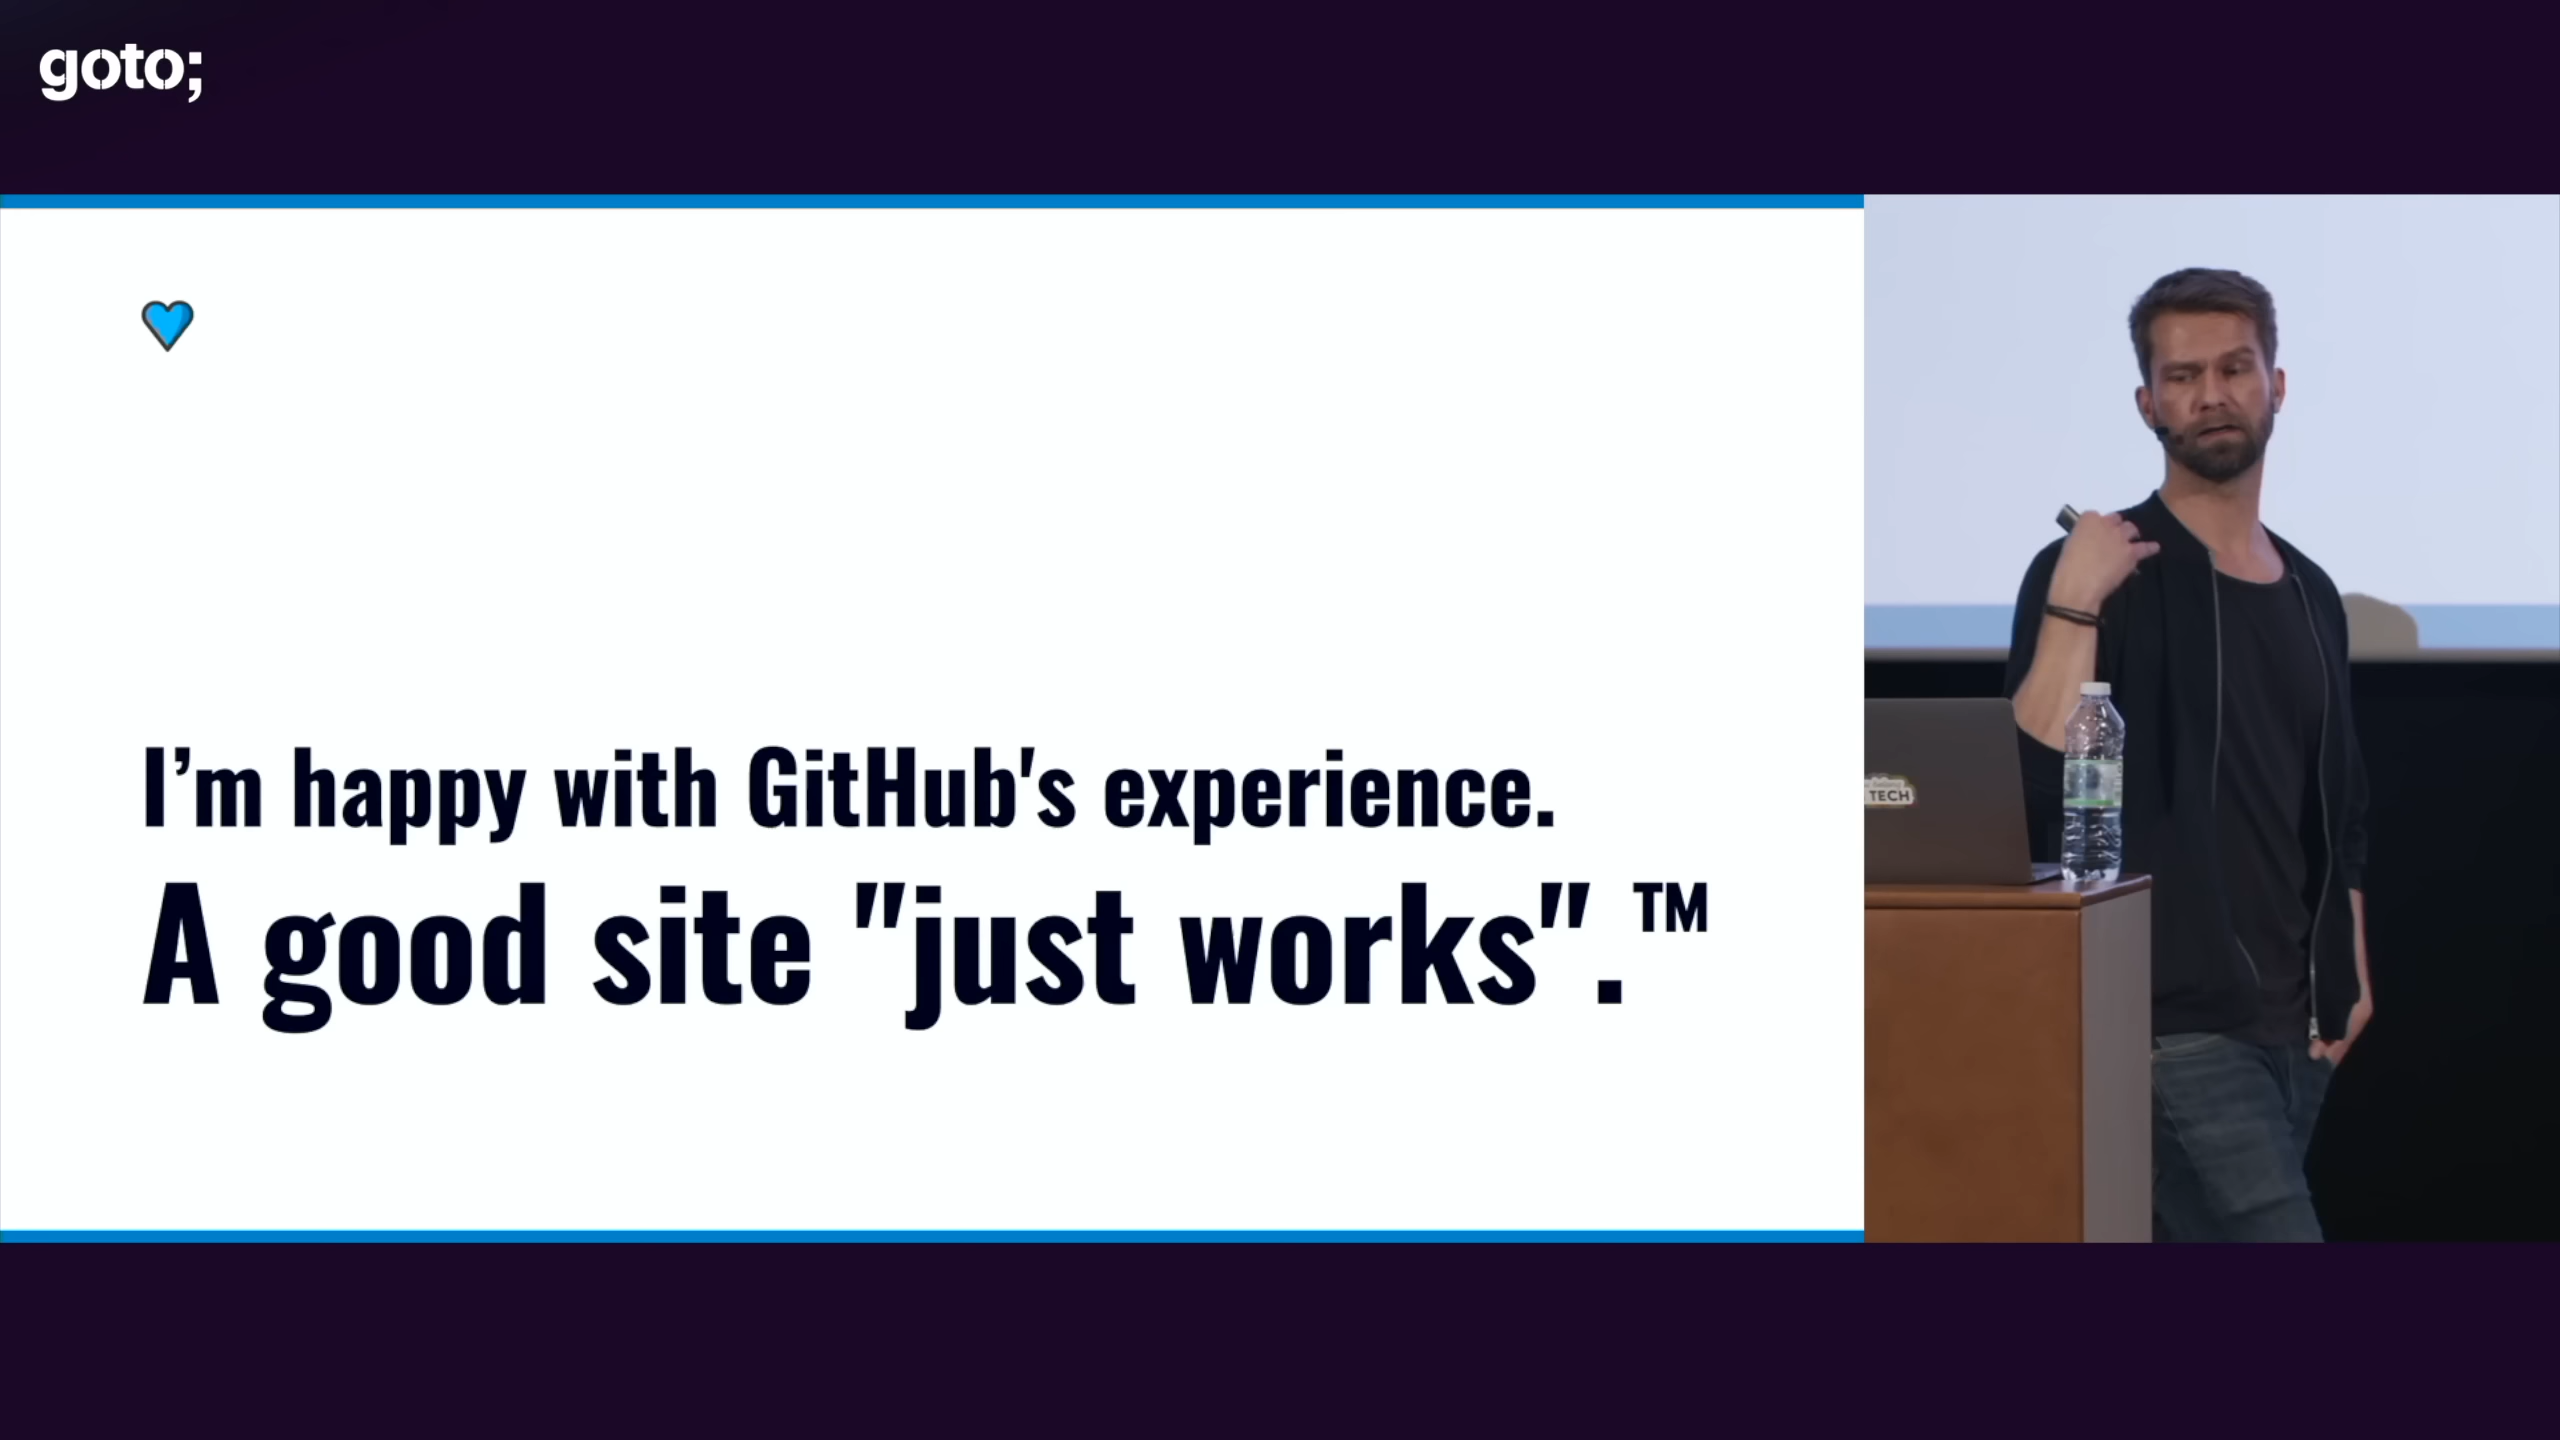 goto;
I’m happy with GitHub's experience.
A good site "just works".™
TECH